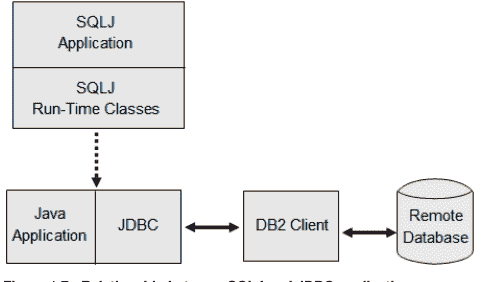 SQLJ
Application
SQLJ
Run-Time Classes
Java
Application
JDBC
DB2 Client
Remote
Database